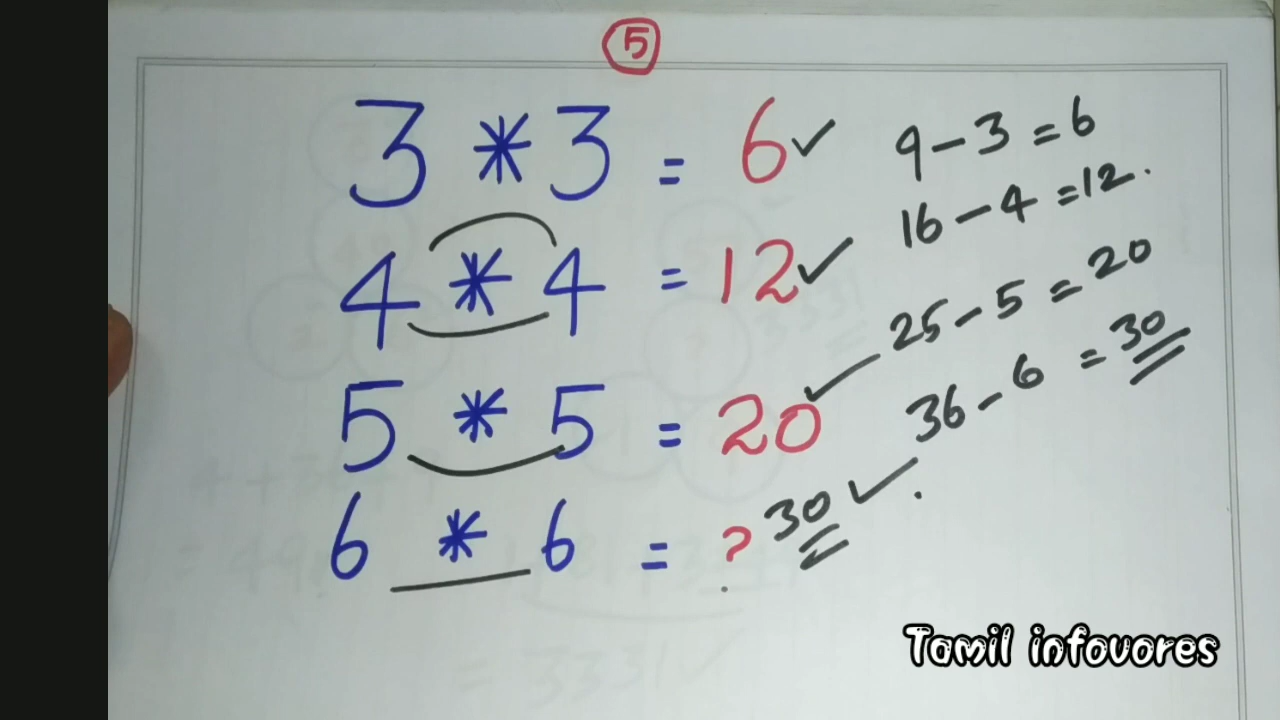 5
3 * 3 = 6 ✓ 9 - 3 = 6
4 * 4 = 12 ✓ 16 - 4 = 12.
5 * 5 = 20 ✓ 25 - 5 = 20
6 * 6 = ? 30 ✓ 36 - 6 = 30
Tamil infovores